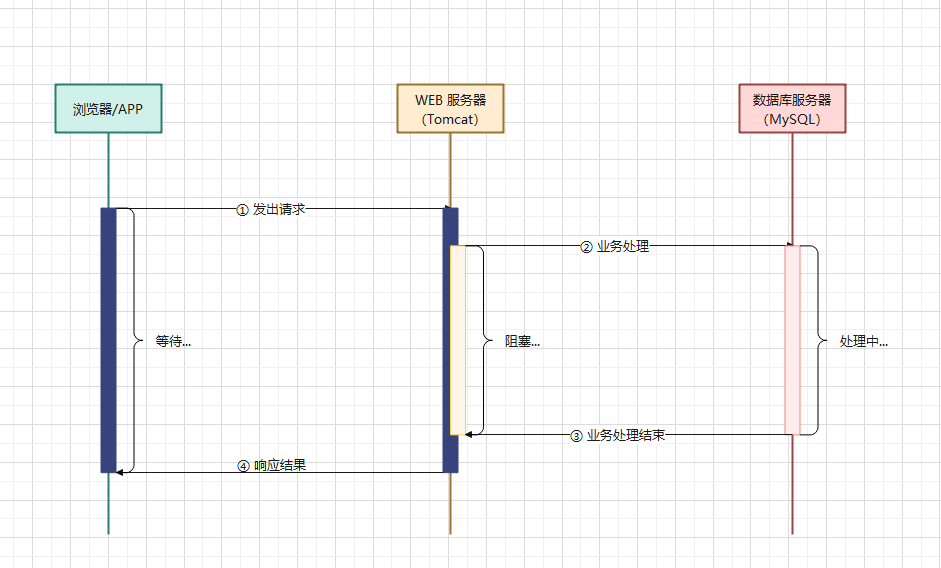 浏览器/APP
WEB 服务器
（Tomcat）
数据库服务器
（MySQL）
① 发出请求
② 业务处理
等待...
阻塞...
处理中...
③ 业务处理结束
④ 响应结果